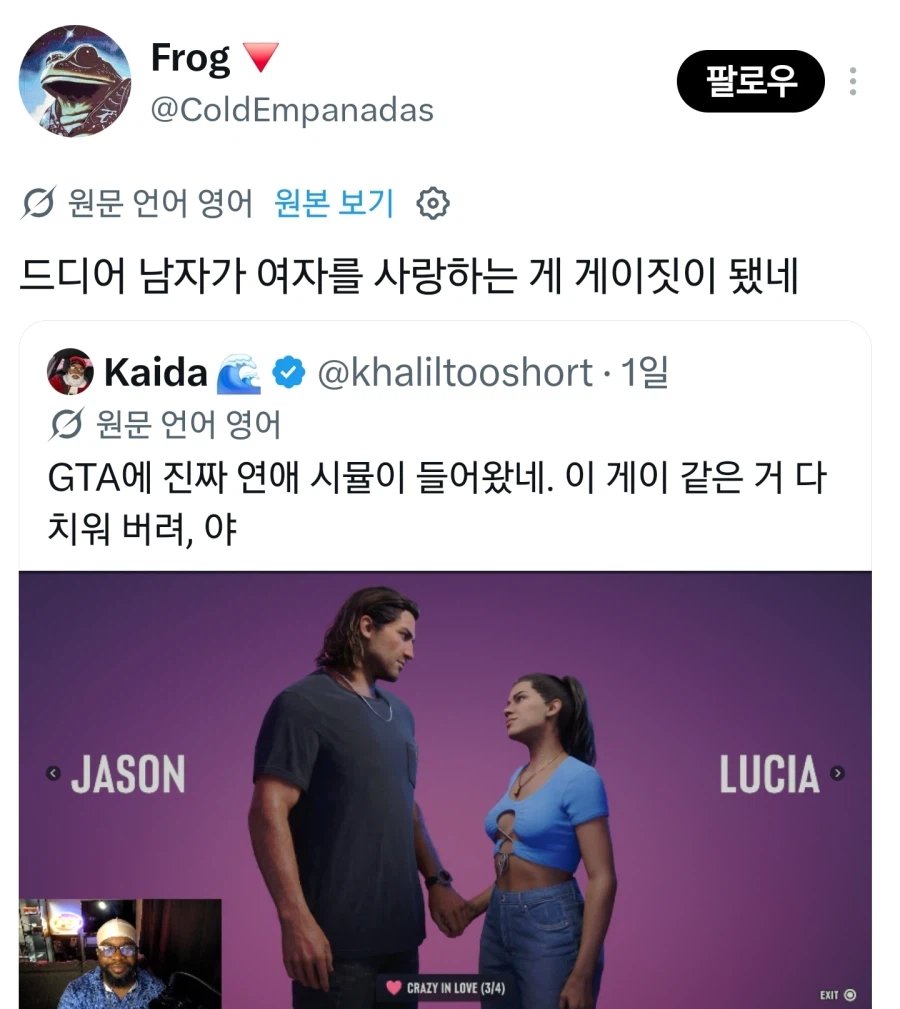 Frog 🔻
팔로우
@ColdEmpanadas
원문 언어 영어 원본 보기
드디어 남자가 여자를 사랑하는 게 게이짓이 됐네
Kaida 🌊 @khaliltooshort · 1일
원문 언어 영어
GTA에 진짜 연애 시뮬이 들어왔네. 이 게이 같은 거 다
치워 버려, 야
JASON
LUCIA
CRAZY IN LOVE (3/4)
EXIT